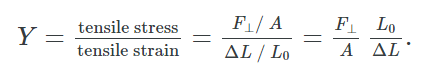 Y = tensile stress / tensile strain = F⊥/ A / ΔL / L₀ = F⊥ / A L₀ / ΔL .